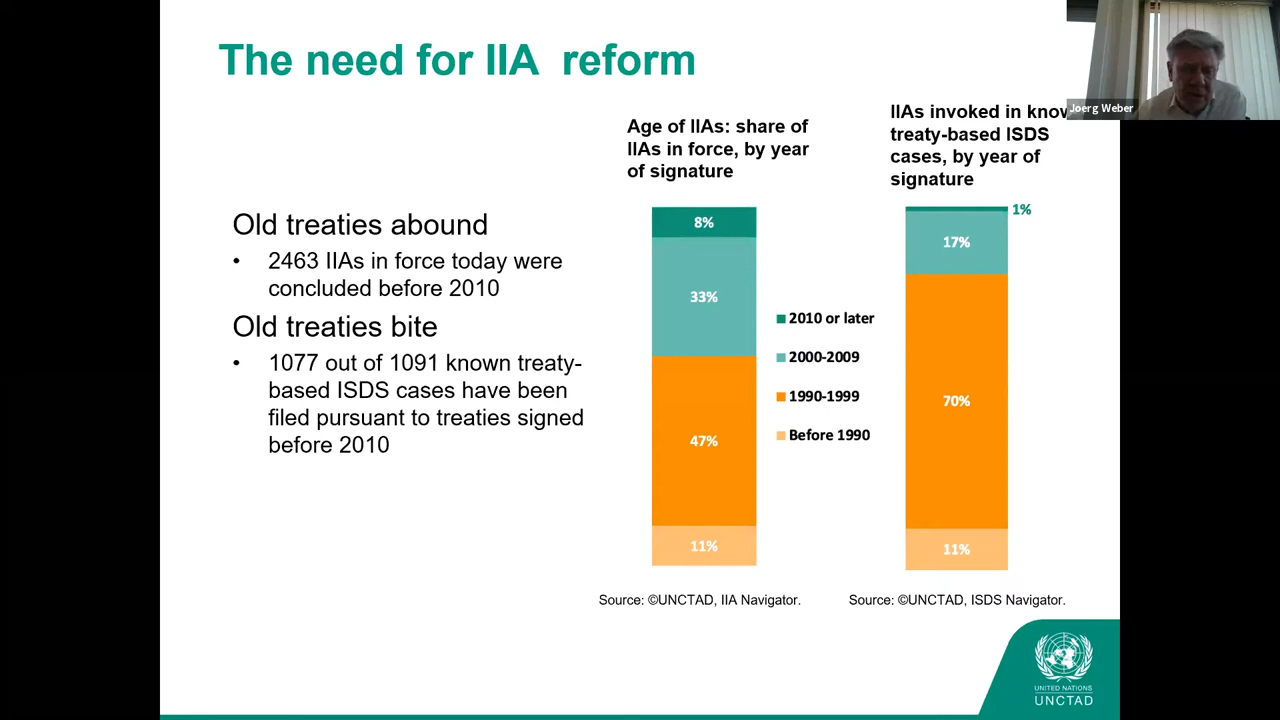 The need for IIA reform
Joerg Weber
Old treaties abound
• 2463 IIAs in force today were
concluded before 2010
Old treaties bite
• 1077 out of 1091 known treaty-
based ISDS cases have been
filed pursuant to treaties signed
before 2010
Age of IIAs: share of
IIAs in force, by year
of signature
8%
33%
47%
11%
2010 or later
2000-2009
1990-1999
Before 1990
IIAs invoked in know
treaty-based ISDS
cases, by year of
signature
1%
17%
70%
11%
Source: ©UNCTAD, IIA Navigator.
Source: ©UNCTAD, ISDS Navigator.
UNITED NATIONS
UNCTAD